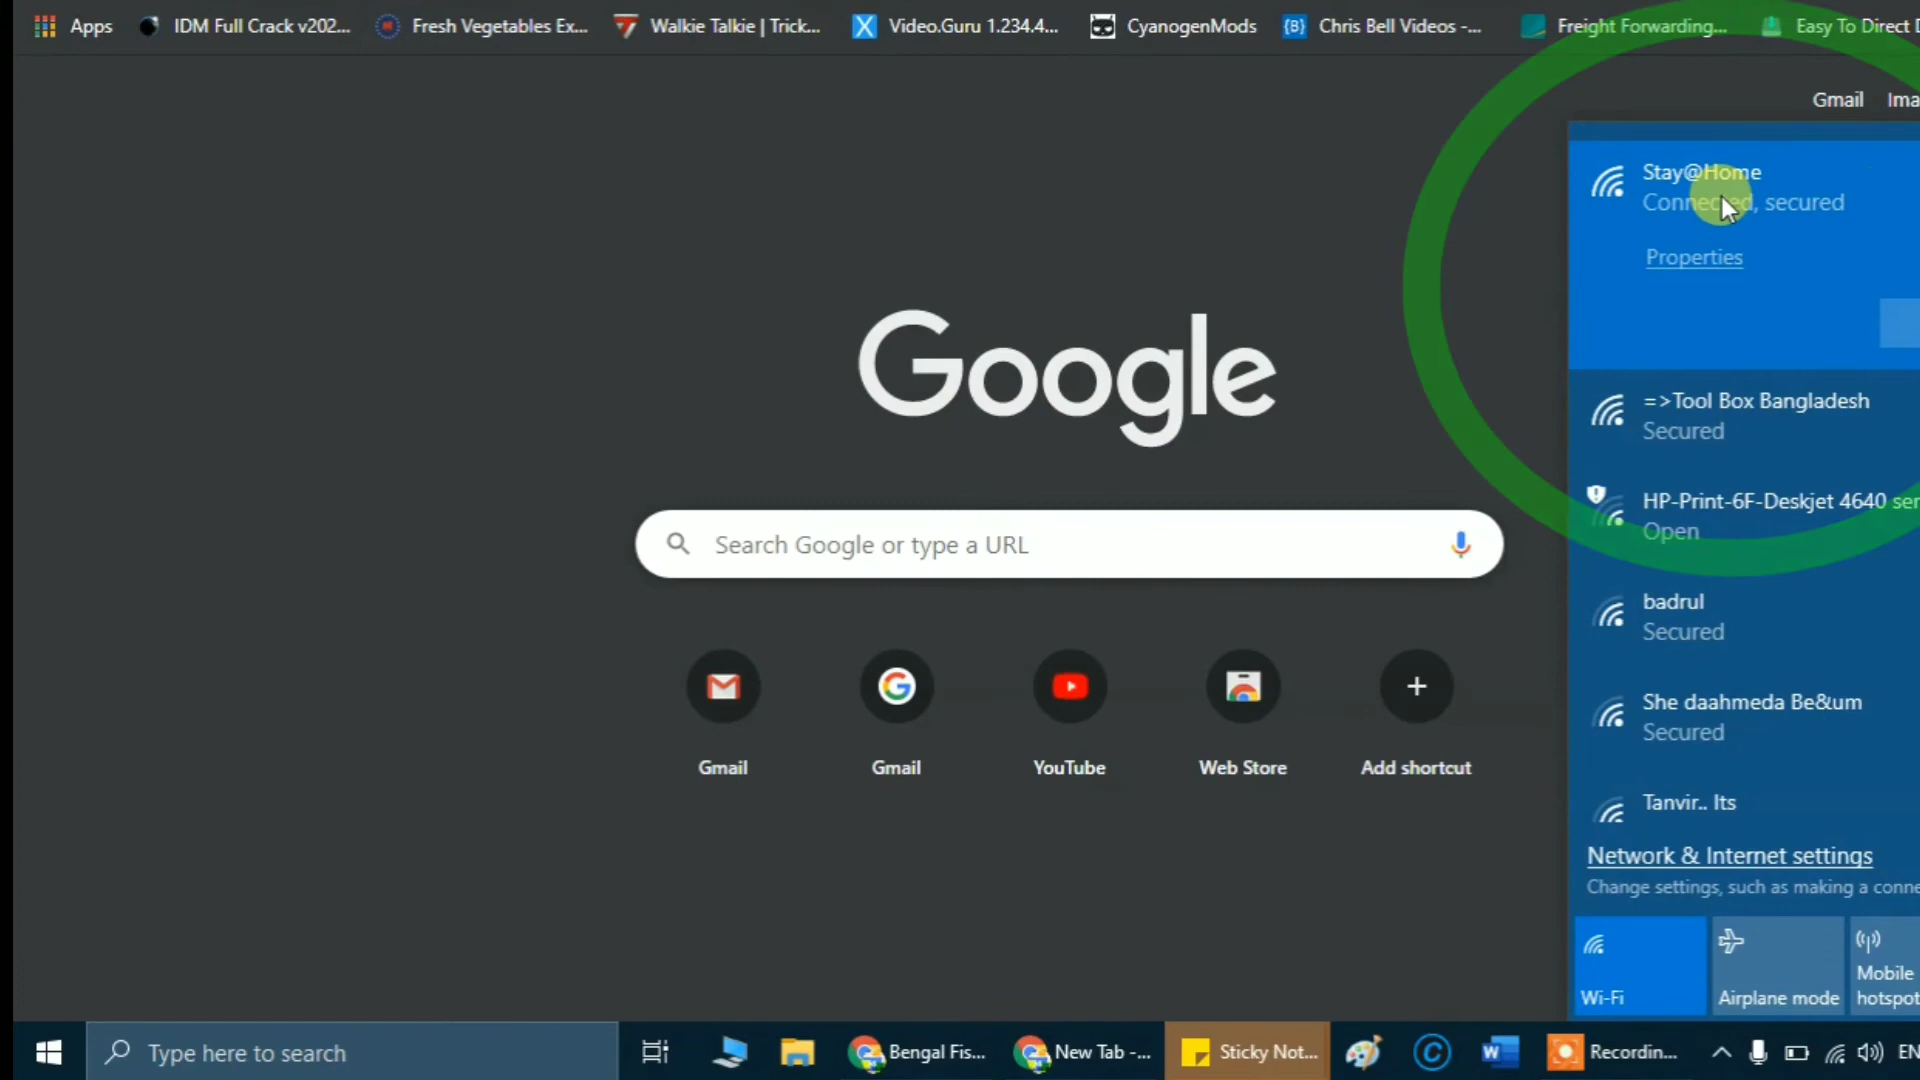 Apps
IDM Full Crack v202...
Fresh Vegetables Ex...
Walkie Talkie | Trick...
Video.Guru 1.234.4...
CyanogenMods
Chris Bell Videos -...
Freight Forwarding...
Easy To Direct D
Gmail
Ima
Stay@Home
Connected, secured
Properties
Google
=>Tool Box Bangladesh
Secured
HP-Print-6F-Deskjet 4640 ser
Open
Search Google or type a URL
badrul
Secured
She daahmeda Be&um
Secured
Gmail
Gmail
YouTube
Web Store
Add shortcut
Tanvir.. Its
Network & Internet settings
Change settings, such as making a conne
Wi-Fi
Airplane mode
Mobile
hotspot
Type here to search
Bengal Fis...
New Tab -...
Sticky Not...
Recordin...
EN